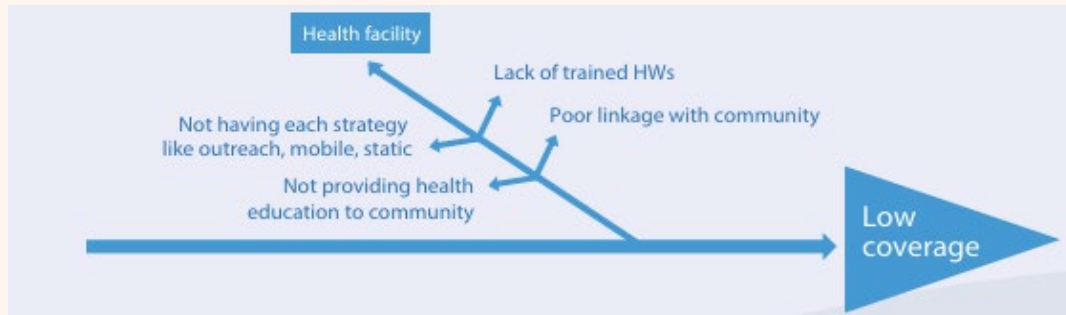 Health facility
Lack of trained HWs
Poor linkage with community
Not having each strategy
like outreach, mobile, static
Not providing health
education to community
Low
coverage